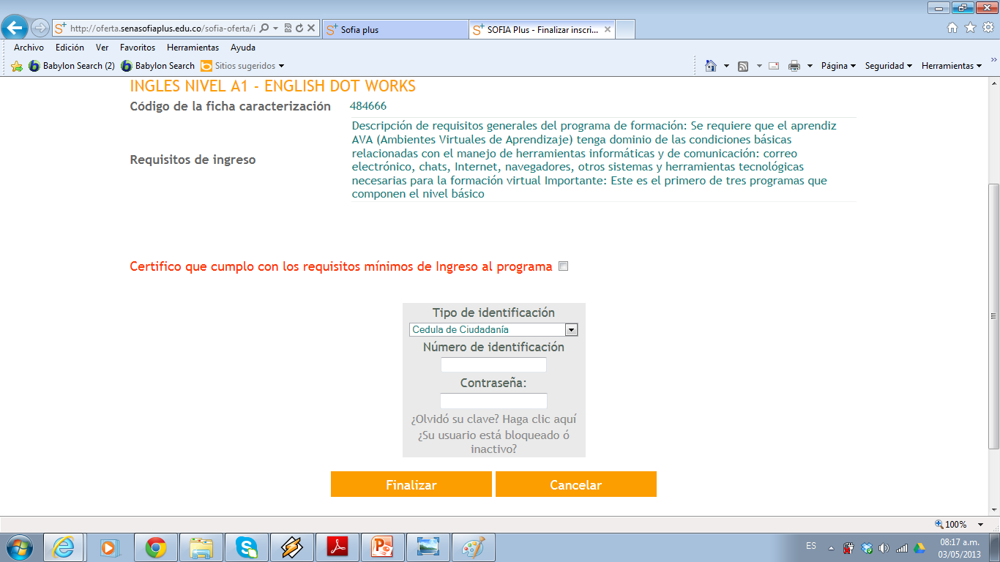 http://oferta.senasofiaplus.edu.co/sofia-oferta/i
Sofia plus
SOFIA Plus - Finalizar inscri...
Archivo Edición Ver Favoritos Herramientas Ayuda
Babylon Search (2) Babylon Search Sitios sugeridos
Página Seguridad Herramientas
INGLES NIVEL A1 - ENGLISH DOT WORKS
Código de la ficha caracterización 484666
Requisitos de ingreso
Descripción de requisitos generales del programa de formación: Se requiere que el aprendiz
AVA (Ambientes Virtuales de Aprendizaje) tenga dominio de las condiciones básicas
relacionadas con el manejo de herramientas informáticas y de comunicación: correo
electrónico, chats, Internet, navegadores, otros sistemas y herramientas tecnológicas
necesarias para la formación virtual Importante: Este es el primero de tres programas que
componen el nivel básico
Certifico que cumplo con los requisitos mínimos de Ingreso al programa
Tipo de identificación
Cedula de Ciudadanía
Número de identificación
Contraseña:
¿Olvidó su clave? Haga clic aquí
¿Su usuario está bloqueado ó
inactivo?
Finalizar Cancelar
100%
ES
08:17 a.m.
03/05/2013